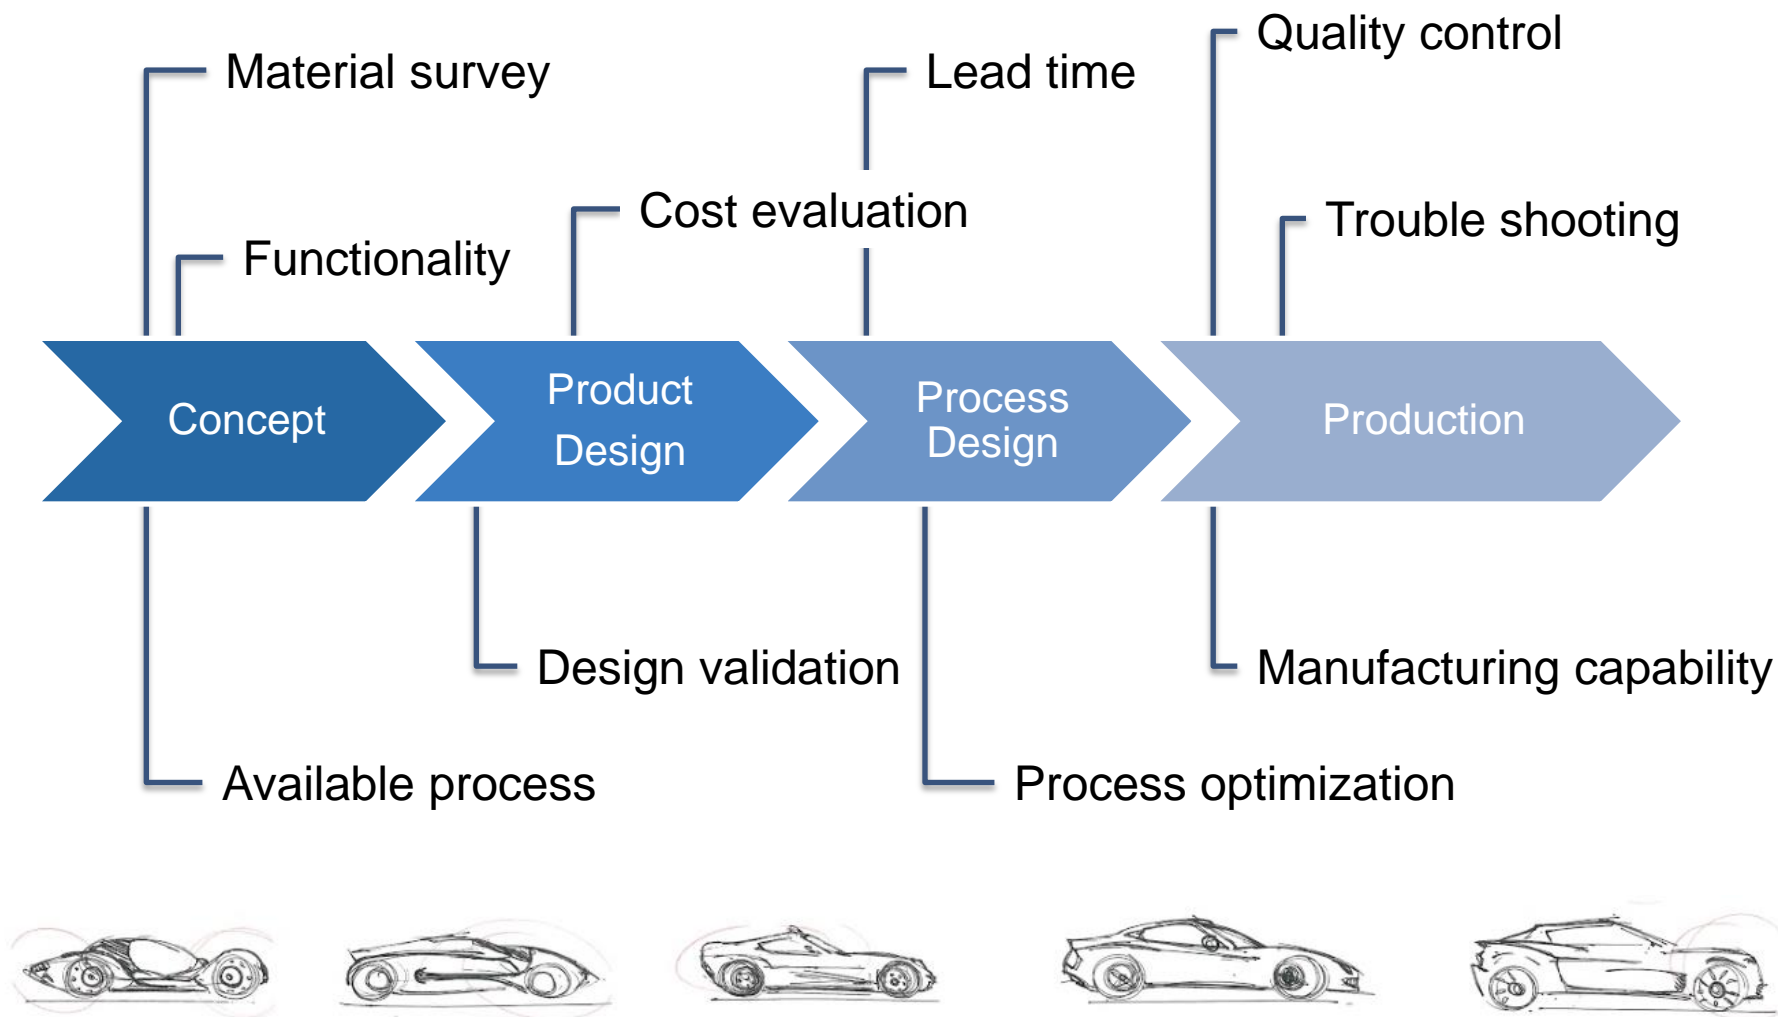 Quality control
Material survey
Lead time
Cost evaluation
Trouble shooting
Functionality
Concept
Product
Design
Process
Design
Production
Design validation
Manufacturing capability
Available process
Process optimization